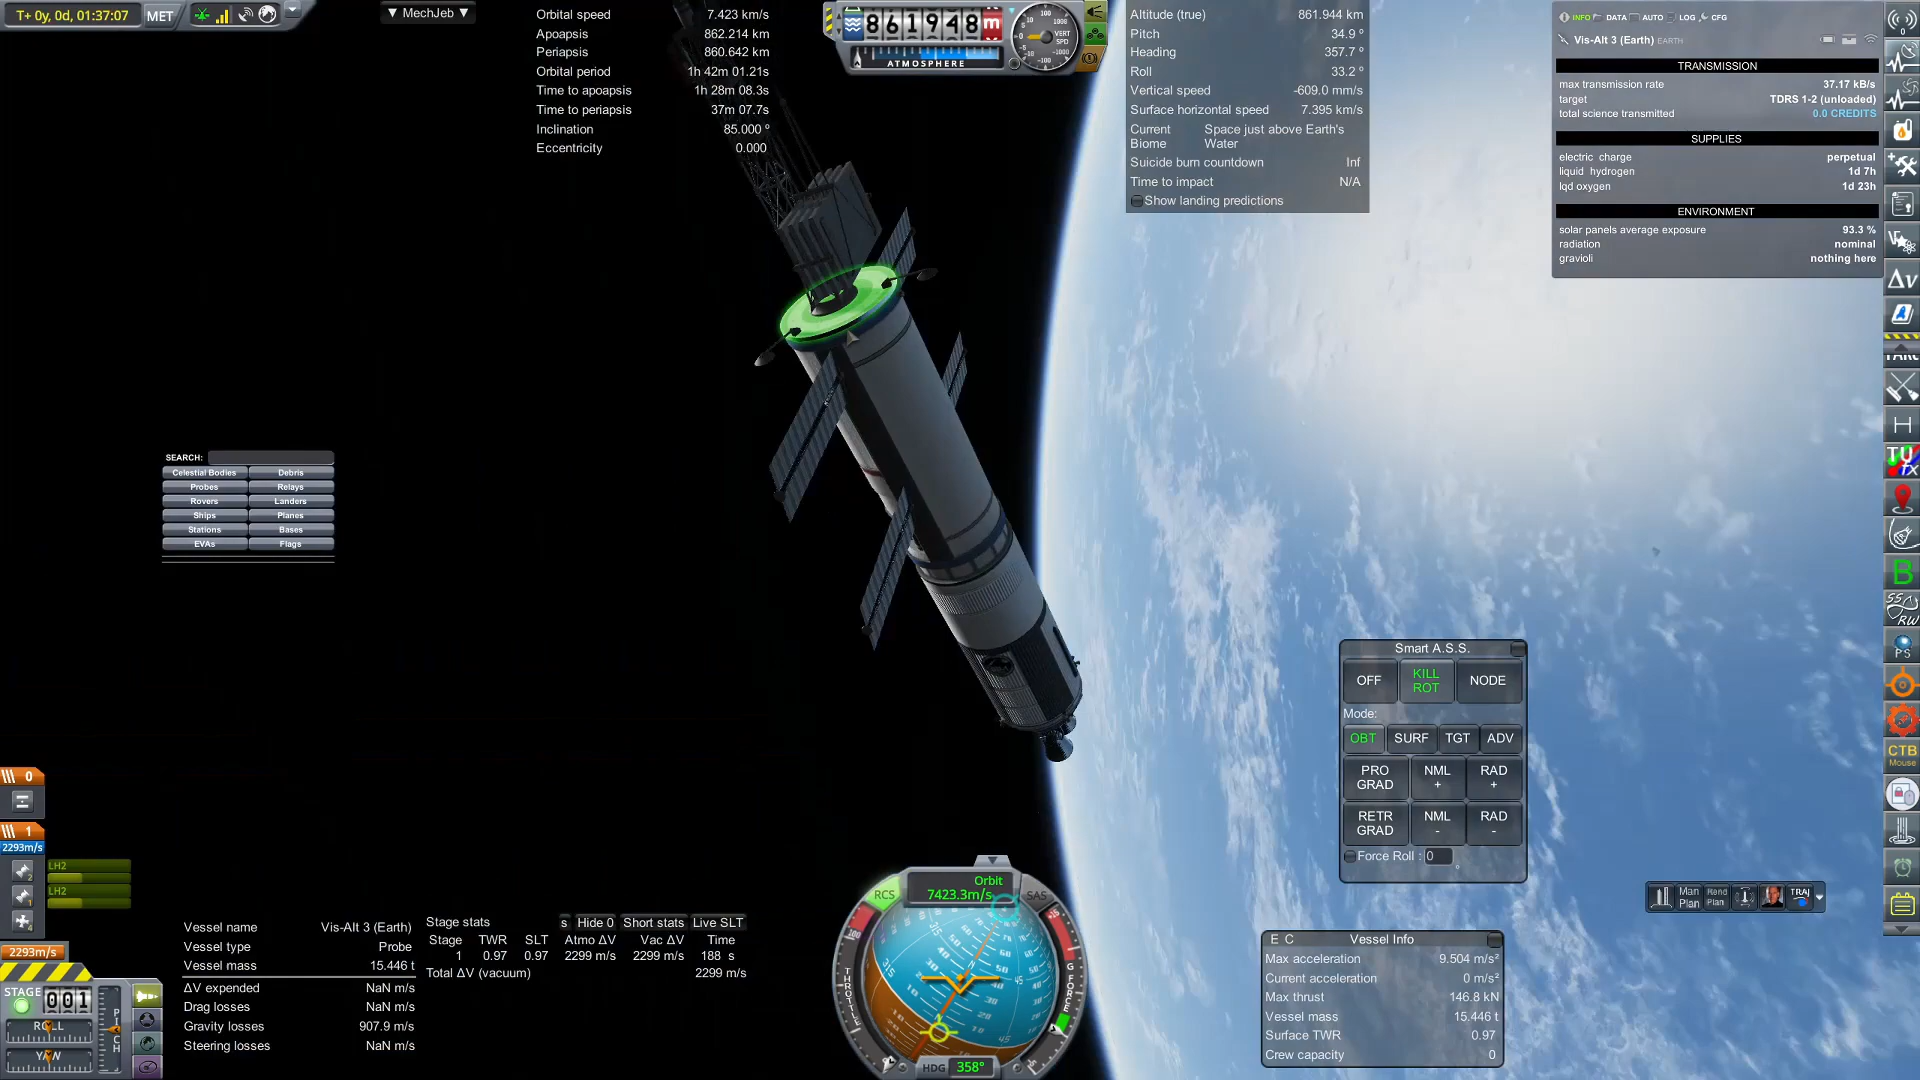 T+ 0y, 0d, 01:37:07 MET
▼ MechJeb ▼
Orbital speed 7.423 km/s
Apoapsis 862.214 km
Periapsis 860.642 km
Orbital period 1h 42m 01.21s
Time to apoapsis 1h 28m 08.3s
Time to periapsis 37m 07.7s
Inclination 85.000 º
Eccentricity 0.000
861948 m
ATMOSPHERE
VERT SPD
Altitude (true) 861.944 km
Pitch 34.9 º
Heading 357.7 º
Roll 33.2 º
Vertical speed -609.0 mm/s
Surface horizontal speed 7.395 km/s
Current Biome Space just above Earth's Water
Suicide burn countdown Inf
Time to impact N/A
Show landing predictions
INFO DATA AUTO LOG CFG
Vis-Alt 3 (Earth) EARTH
TRANSMISSION
max transmission rate 37.17 kB/s
target TDRS 1-2 (unloaded)
total science transmitted 0.0 CREDITS
SUPPLIES
electric charge perpetual
liquid hydrogen 1d 7h
lqd oxygen 1d 23h
ENVIRONMENT
solar panels average exposure 93.3 %
radiation nominal
gravioli nothing here
Δv
H
B
PS
CTB
Mouse
SEARCH:
Celestial Bodies Debris
Probes Relays
Rovers Landers
Ships Planes
Stations Bases
EVAs Flags
Smart A.S.S.
OFF KILL ROT NODE
Mode:
OBT SURF TGT ADV
PRO GRAD NML + RAD +
RETR GRAD NML - RAD -
Force Roll : 0 °
Man Plan Rend Plan TRAJ
0
1
2293m/s
LH2
LH2
2293m/s
STAGE 001
ROLL
YAW
PITCH
Vessel name Vis-Alt 3 (Earth)
Vessel type Probe
Vessel mass 15.446 t
ΔV expended NaN m/s
Drag losses NaN m/s
Gravity losses 907.9 m/s
Steering losses NaN m/s
Stage stats s Hide 0 Short stats Live SLT
Stage TWR SLT Atmo ΔV Vac ΔV Time
1 0.97 0.97 2299 m/s 2299 m/s 188 s
Total ΔV (vacuum) 2299 m/s
RCS Orbit SAS
7423.3m/s
THROTTLE
G FORCE
HDG 358°
E C Vessel Info
Max acceleration 9.504 m/s²
Current acceleration 0 m/s²
Max thrust 146.8 kN
Vessel mass 15.446 t
Surface TWR 0.97
Crew capacity 0